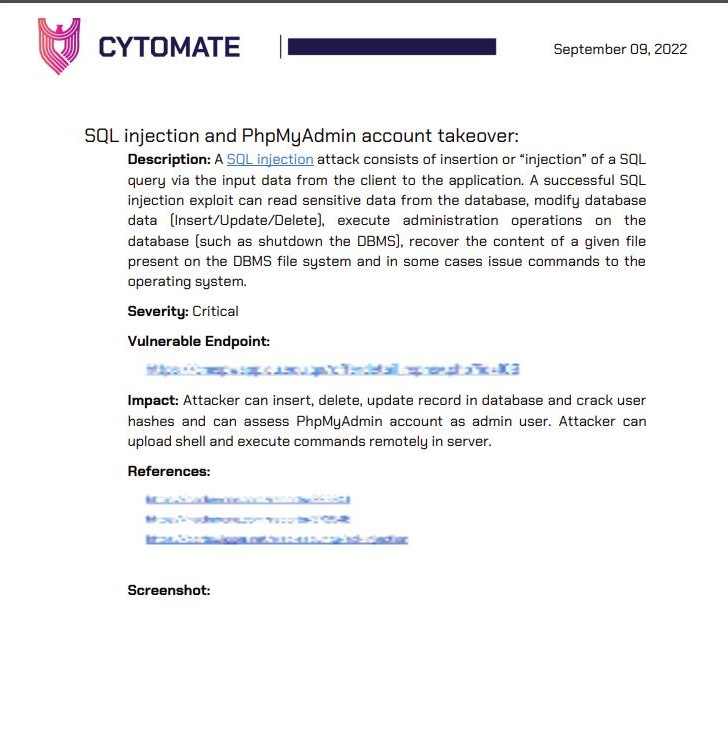 CYTOMATE
September 09, 2022
SQL injection and PhpMyAdmin account takeover:
Description: A SQL injection attack consists of insertion or “injection” of a SQL
query via the input data from the client to the application. A successful SQL
injection exploit can read sensitive data from the database, modify database
data (Insert/Update/Delete), execute administration operations on the
database (such as shutdown the DBMS), recover the content of a given file
present on the DBMS file system and in some cases issue commands to the
operating system.
Severity: Critical
Vulnerable Endpoint:
Impact: Attacker can insert, delete, update record in database and crack user
hashes and can assess PhpMyAdmin account as admin user. Attacker can
upload shell and execute commands remotely in server.
References:
Screenshot: